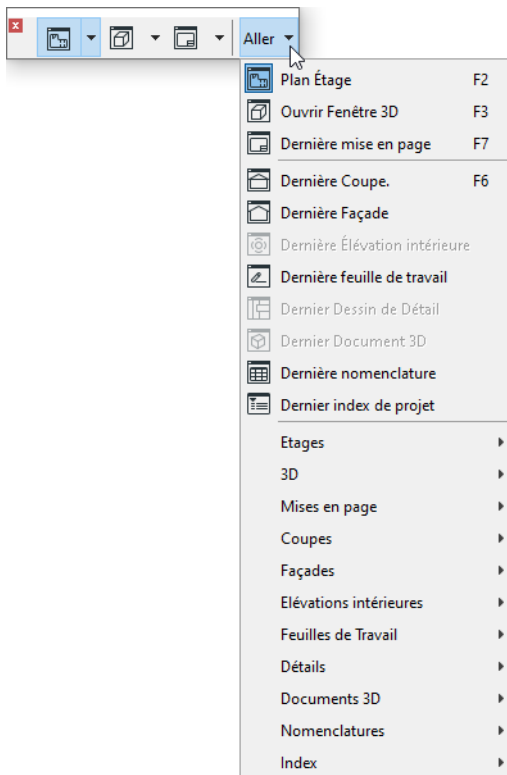 Aller
Plan Étage F2
Ouvrir Fenêtre 3D F3
Dernière mise en page F7
Dernière Coupe. F6
Dernière Façade
Dernière Élévation intérieure
Dernière feuille de travail
Dernier Dessin de Détail
Dernier Document 3D
Dernière nomenclature
Dernier index de projet
Etages
3D
Mises en page
Coupes
Façades
Elévations intérieures
Feuilles de Travail
Détails
Documents 3D
Nomenclatures
Index